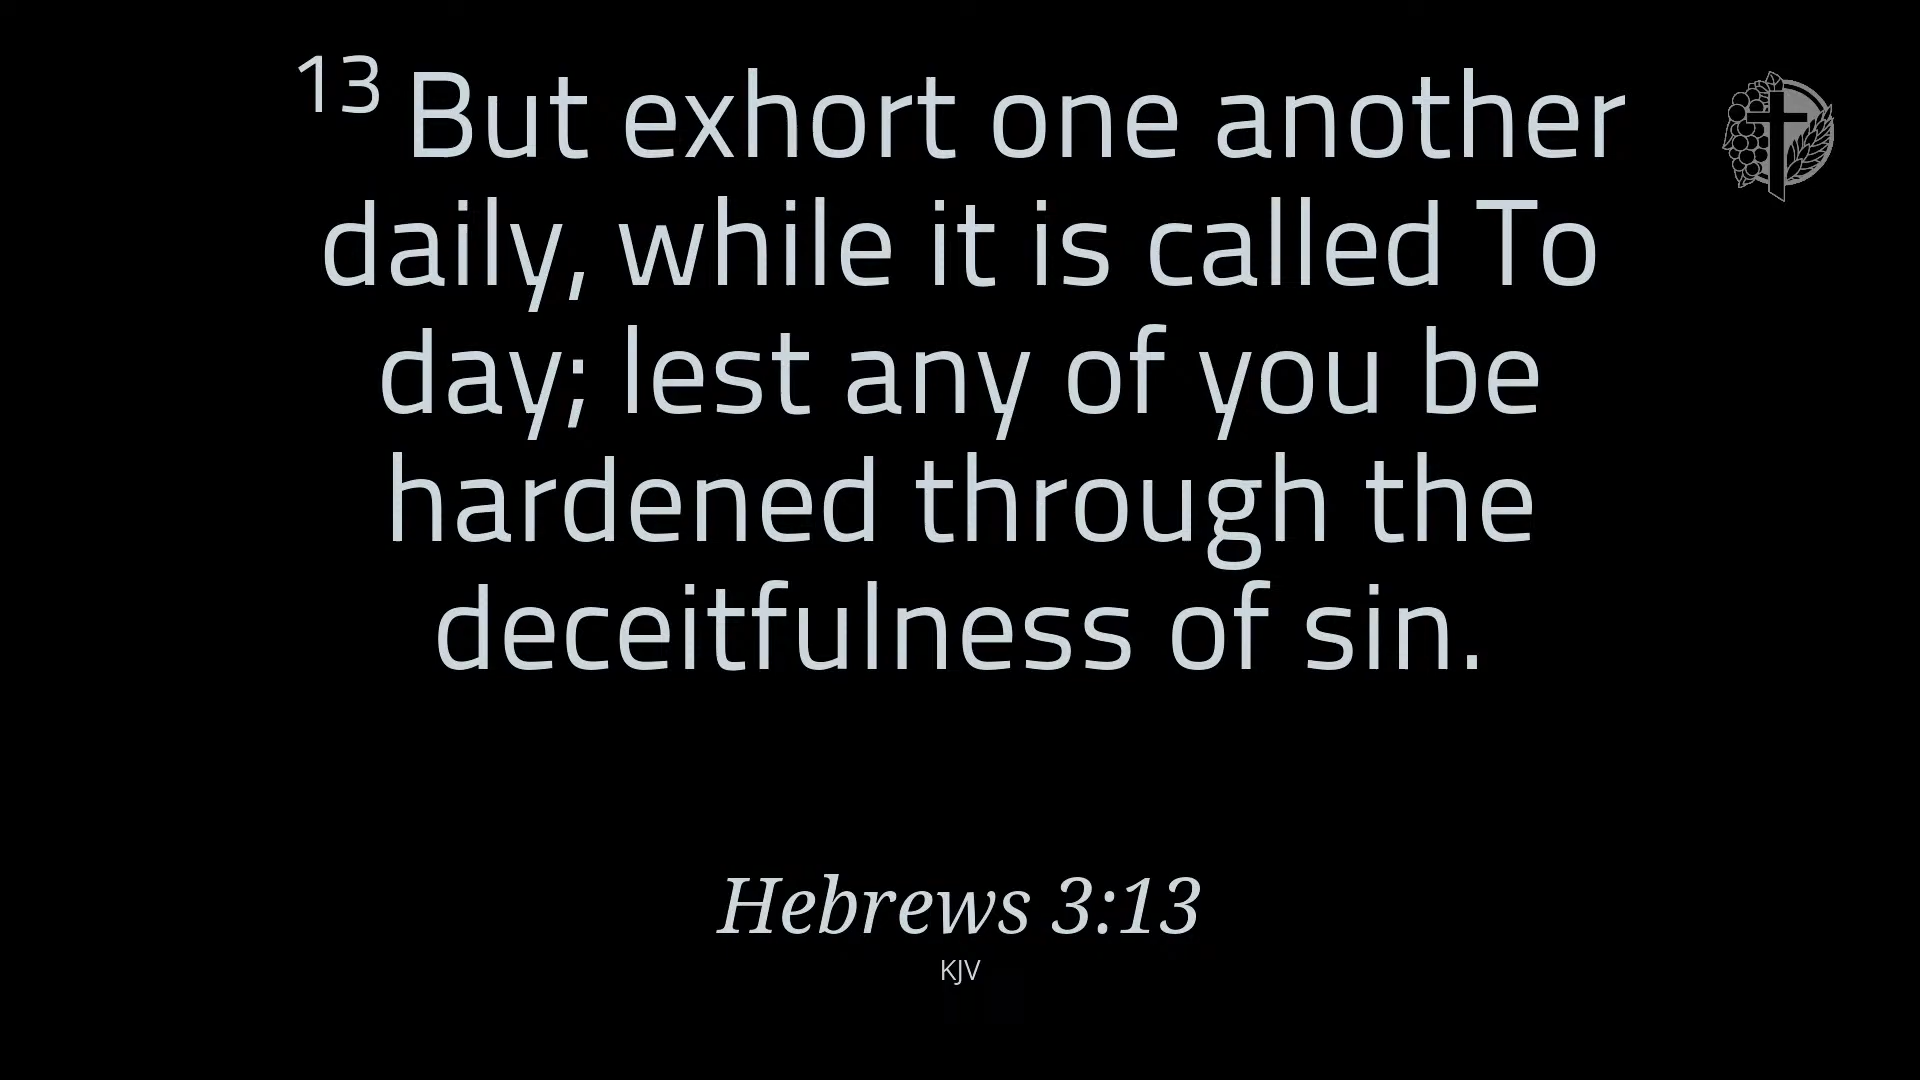 13 But exhort one another
daily, while it is called To
day; lest any of you be
hardened through the
deceitfulness of sin.
Hebrews 3:13
KJV